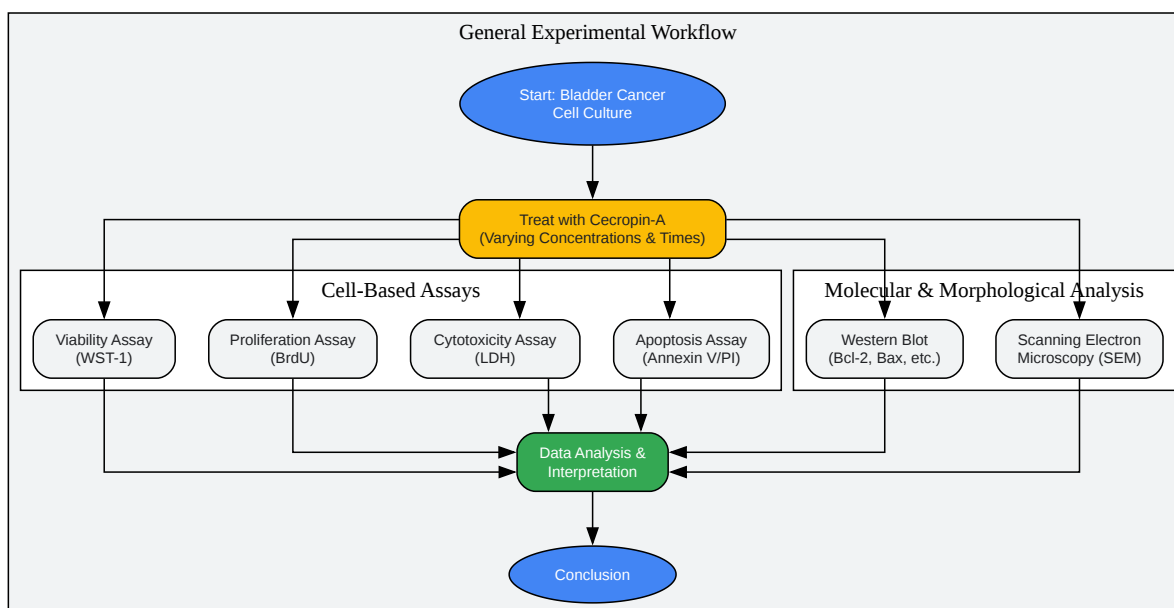 General Experimental Workflow
Start: Bladder Cancer
Cell Culture
Treat with Cecropin-A
(Varying Concentrations & Times)
Cell-Based Assays
Molecular & Morphological Analysis
Viability Assay
(WST-1)
Proliferation Assay
(BrdU)
Cytotoxicity Assay
(LDH)
Apoptosis Assay
(Annexin V/PI)
Western Blot
(Bcl-2, Bax, etc.)
Scanning Electron
Microscopy (SEM)
Data Analysis &
Interpretation
Conclusion